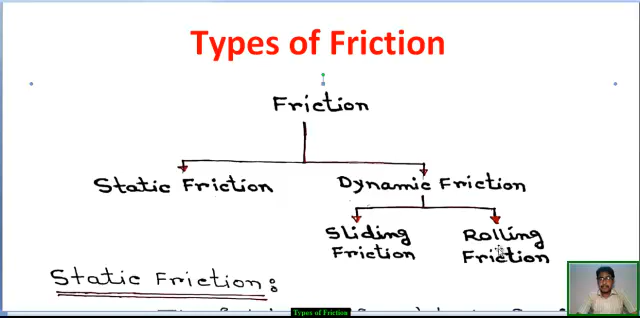 Types of Friction
Friction
Static Friction
Dynamic Friction
Sliding
Friction
Rolling
Friction
Static Friction:
Types of Friction